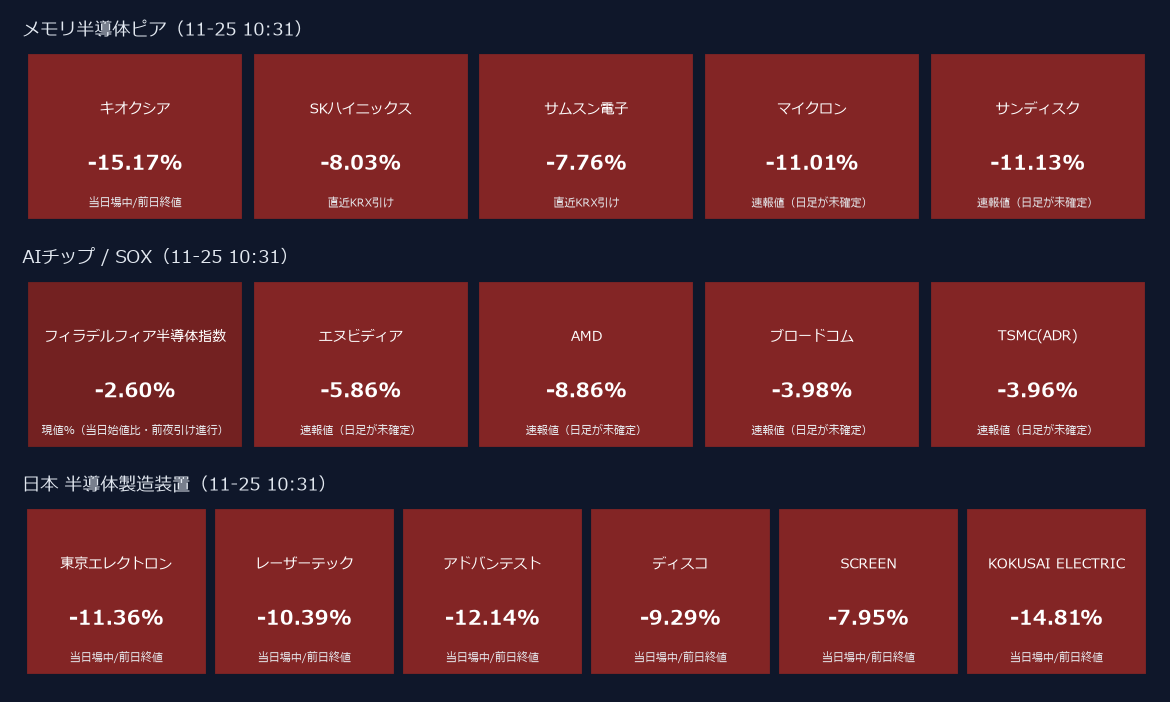 メモリ半導体ピア（11-25 10:31）
キオクシア
-15.17%
当日場中/前日終値
SKハイニックス
-8.03%
直近KRX引け
サムスン電子
-7.76%
直近KRX引け
マイクロン
-11.01%
速報値（日足が未確定）
サンディスク
-11.13%
速報値（日足が未確定）
AIチップ / SOX（11-25 10:31）
フィラデルフィア半導体指数
-2.60%
現値%（当日始値比・前夜引け進行）
エヌビディア
-5.86%
速報値（日足が未確定）
AMD
-8.86%
速報値（日足が未確定）
ブロードコム
-3.98%
速報値（日足が未確定）
TSMC(ADR)
-3.96%
速報値（日足が未確定）
日本 半導体製造装置（11-25 10:31）
東京エレクトロン
-11.36%
当日場中/前日終値
レーザーテック
-10.39%
当日場中/前日終値
アドバンテスト
-12.14%
当日場中/前日終値
ディスコ
-9.29%
当日場中/前日終値
SCREEN
-7.95%
当日場中/前日終値
KOKUSAI ELECTRIC
-14.81%
当日場中/前日終値